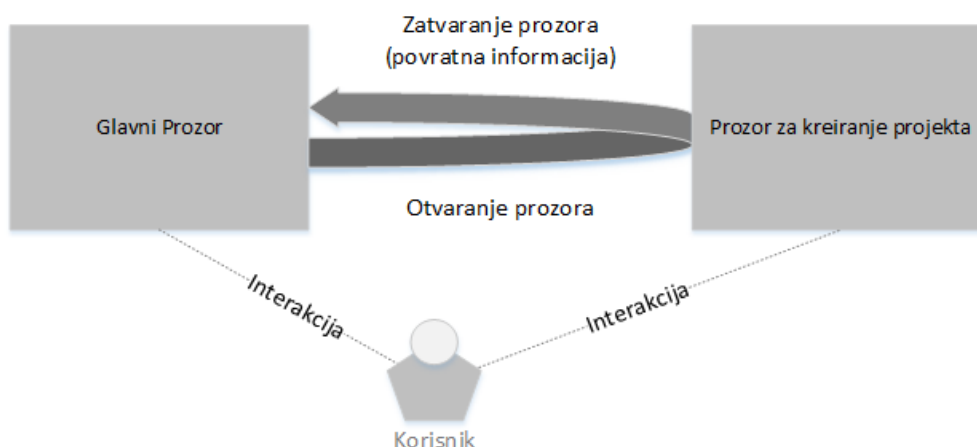 Zatvaranje prozora
(povratna informacija)
Glavni Prozor
Prozor za kreiranje projekta
Otvaranje prozora
Interakcija
Interakcija
Korisnik